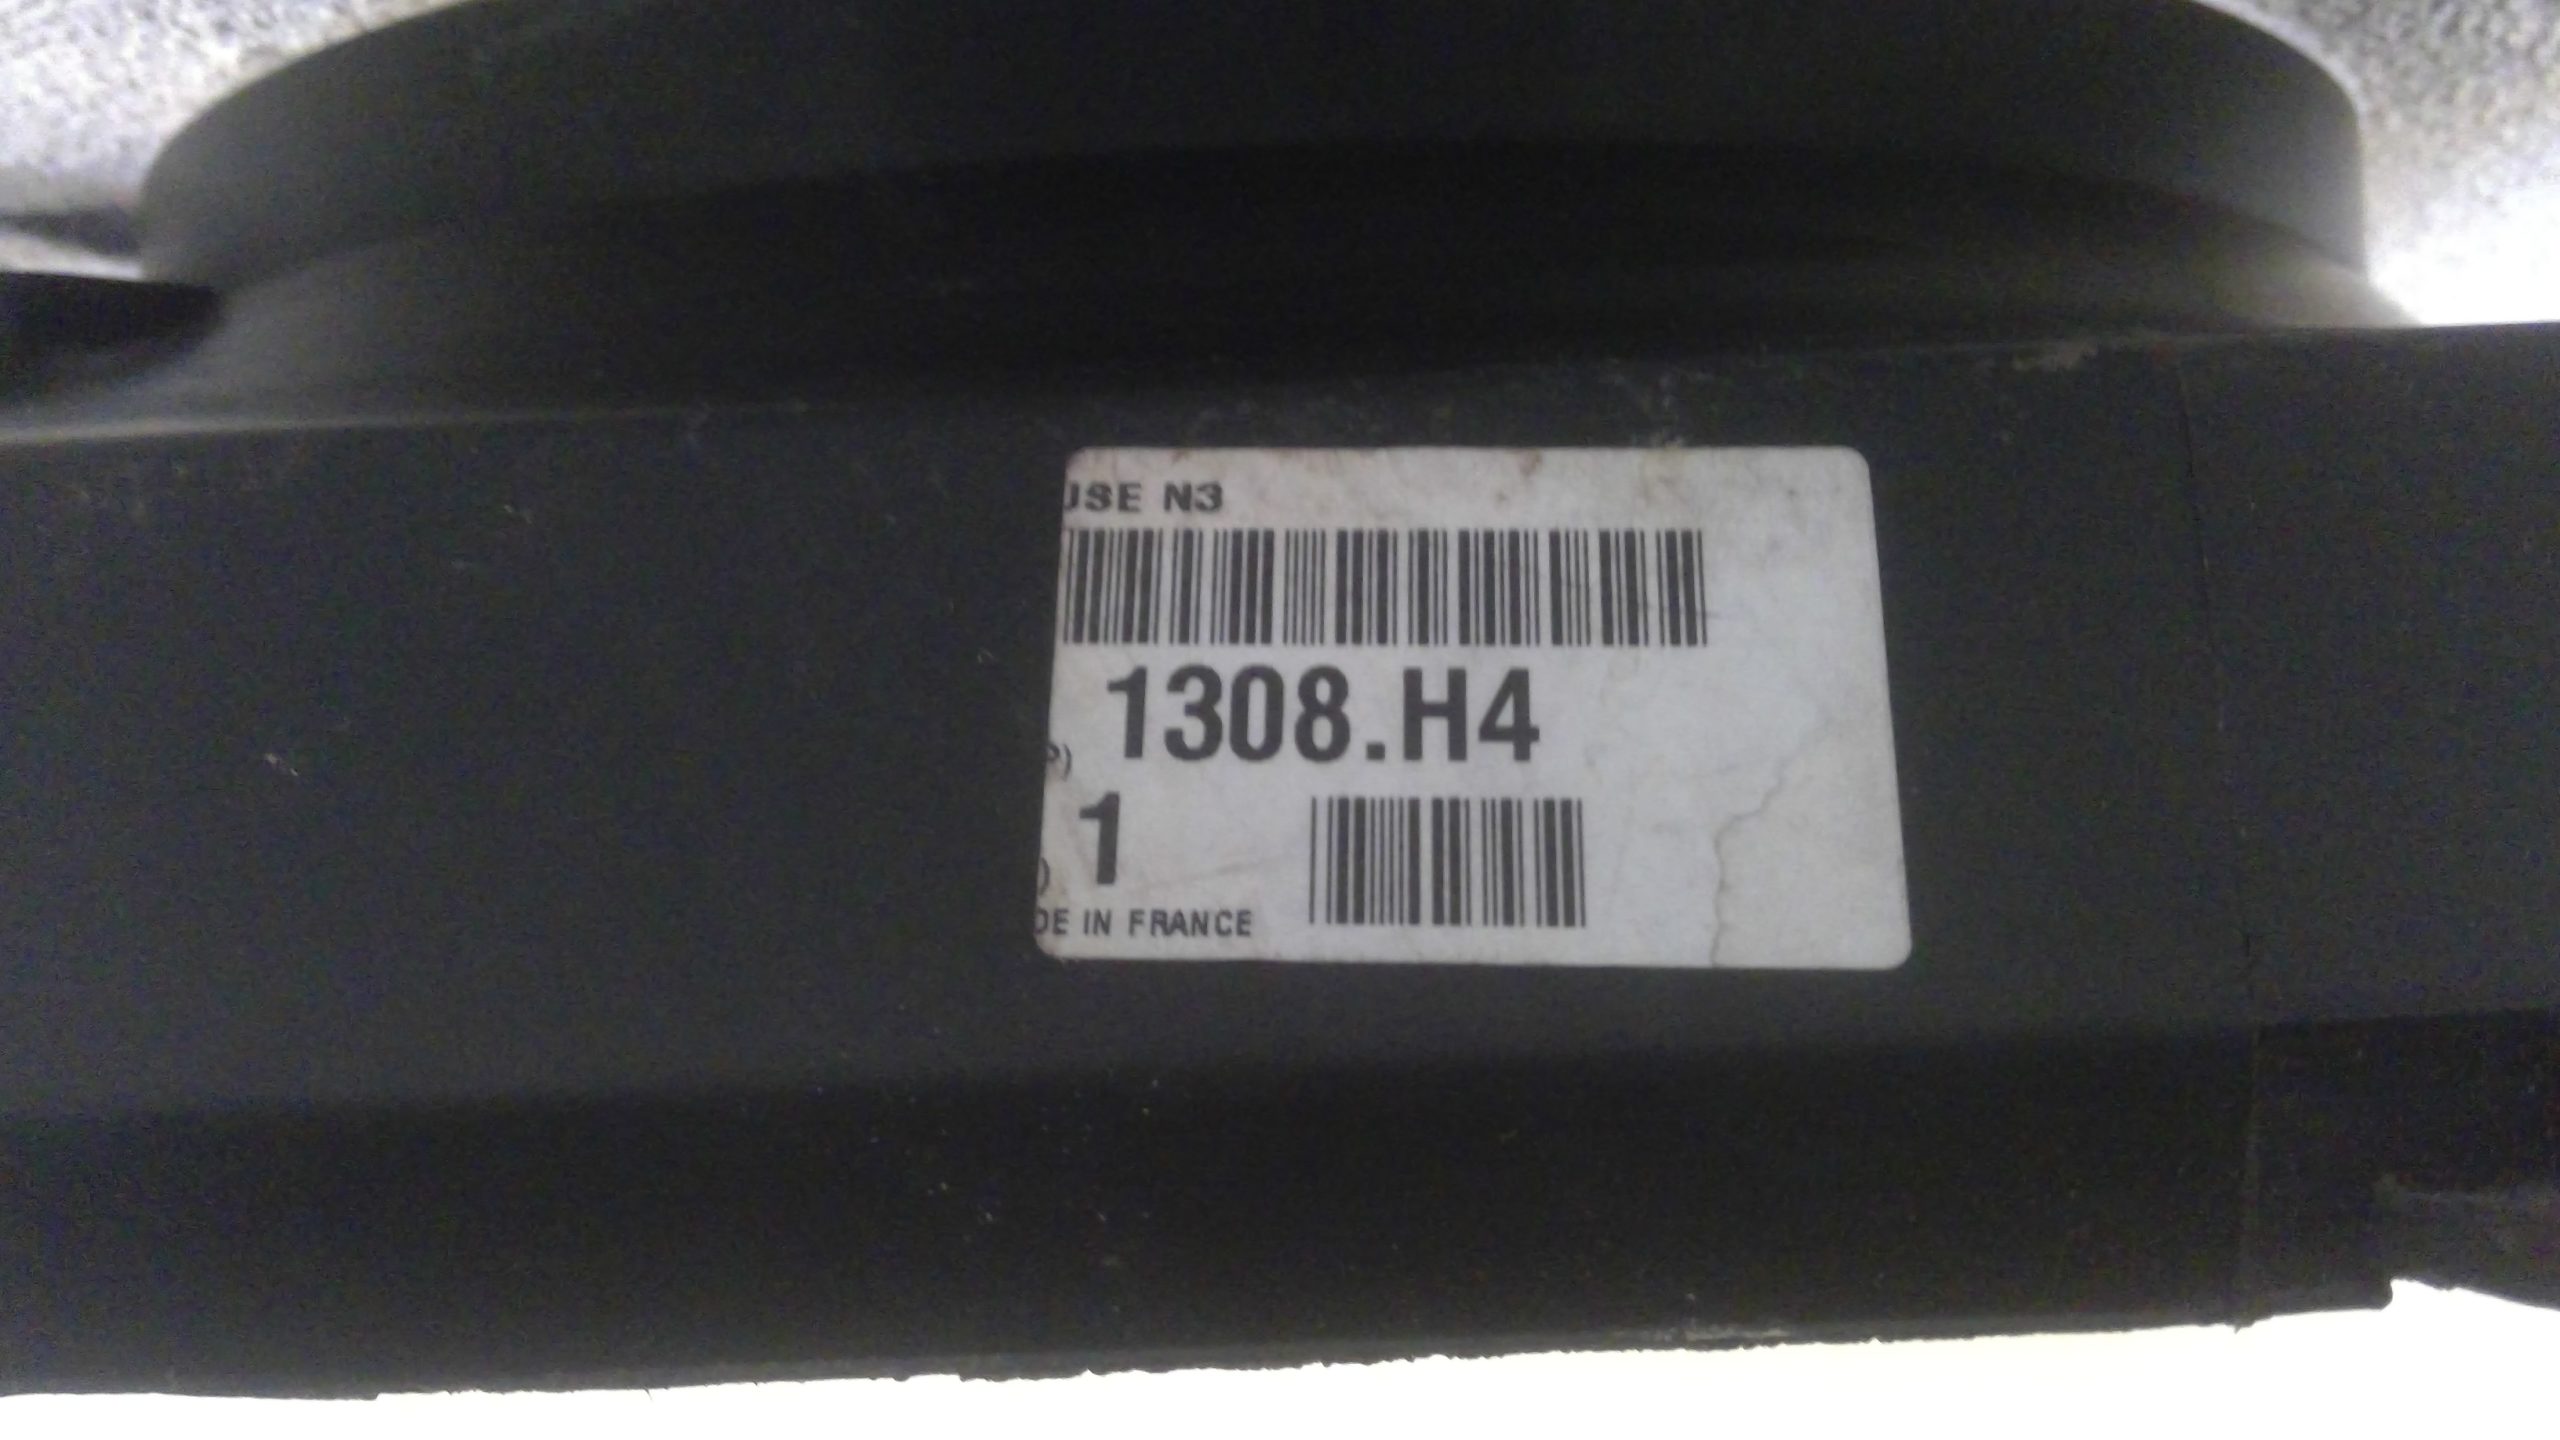 USE N3
P) 1308.H4
) 1
DE IN FRANCE